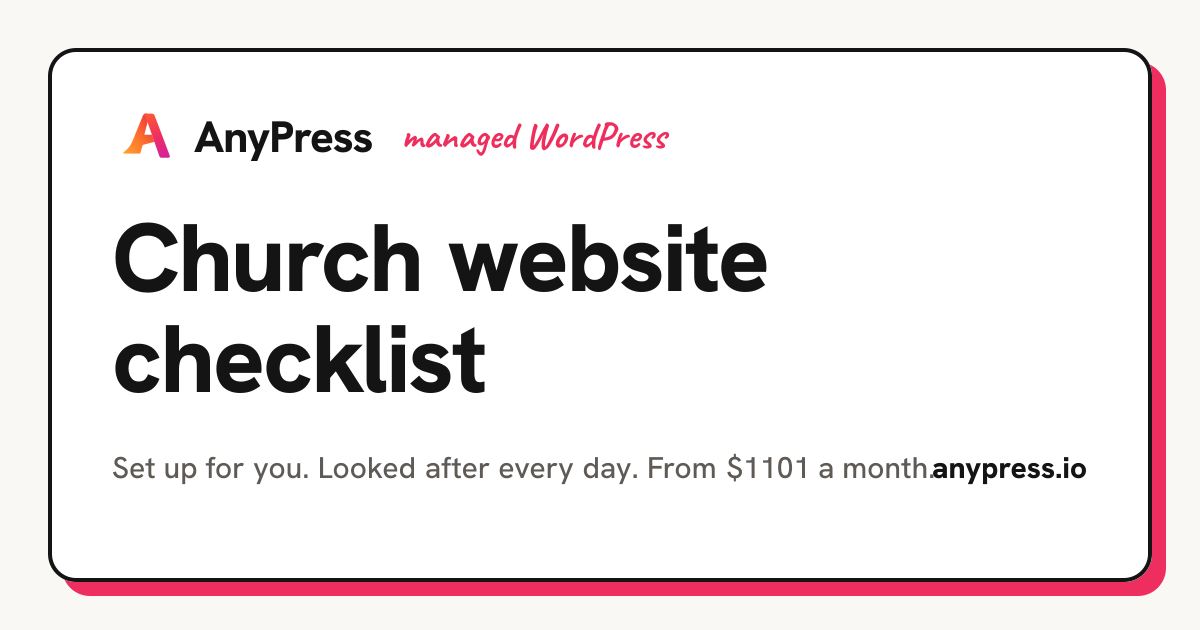 AnyPress managed WordPress
Church website
checklist
Set up for you. Looked after every day. From $1101 a month.anypress.io